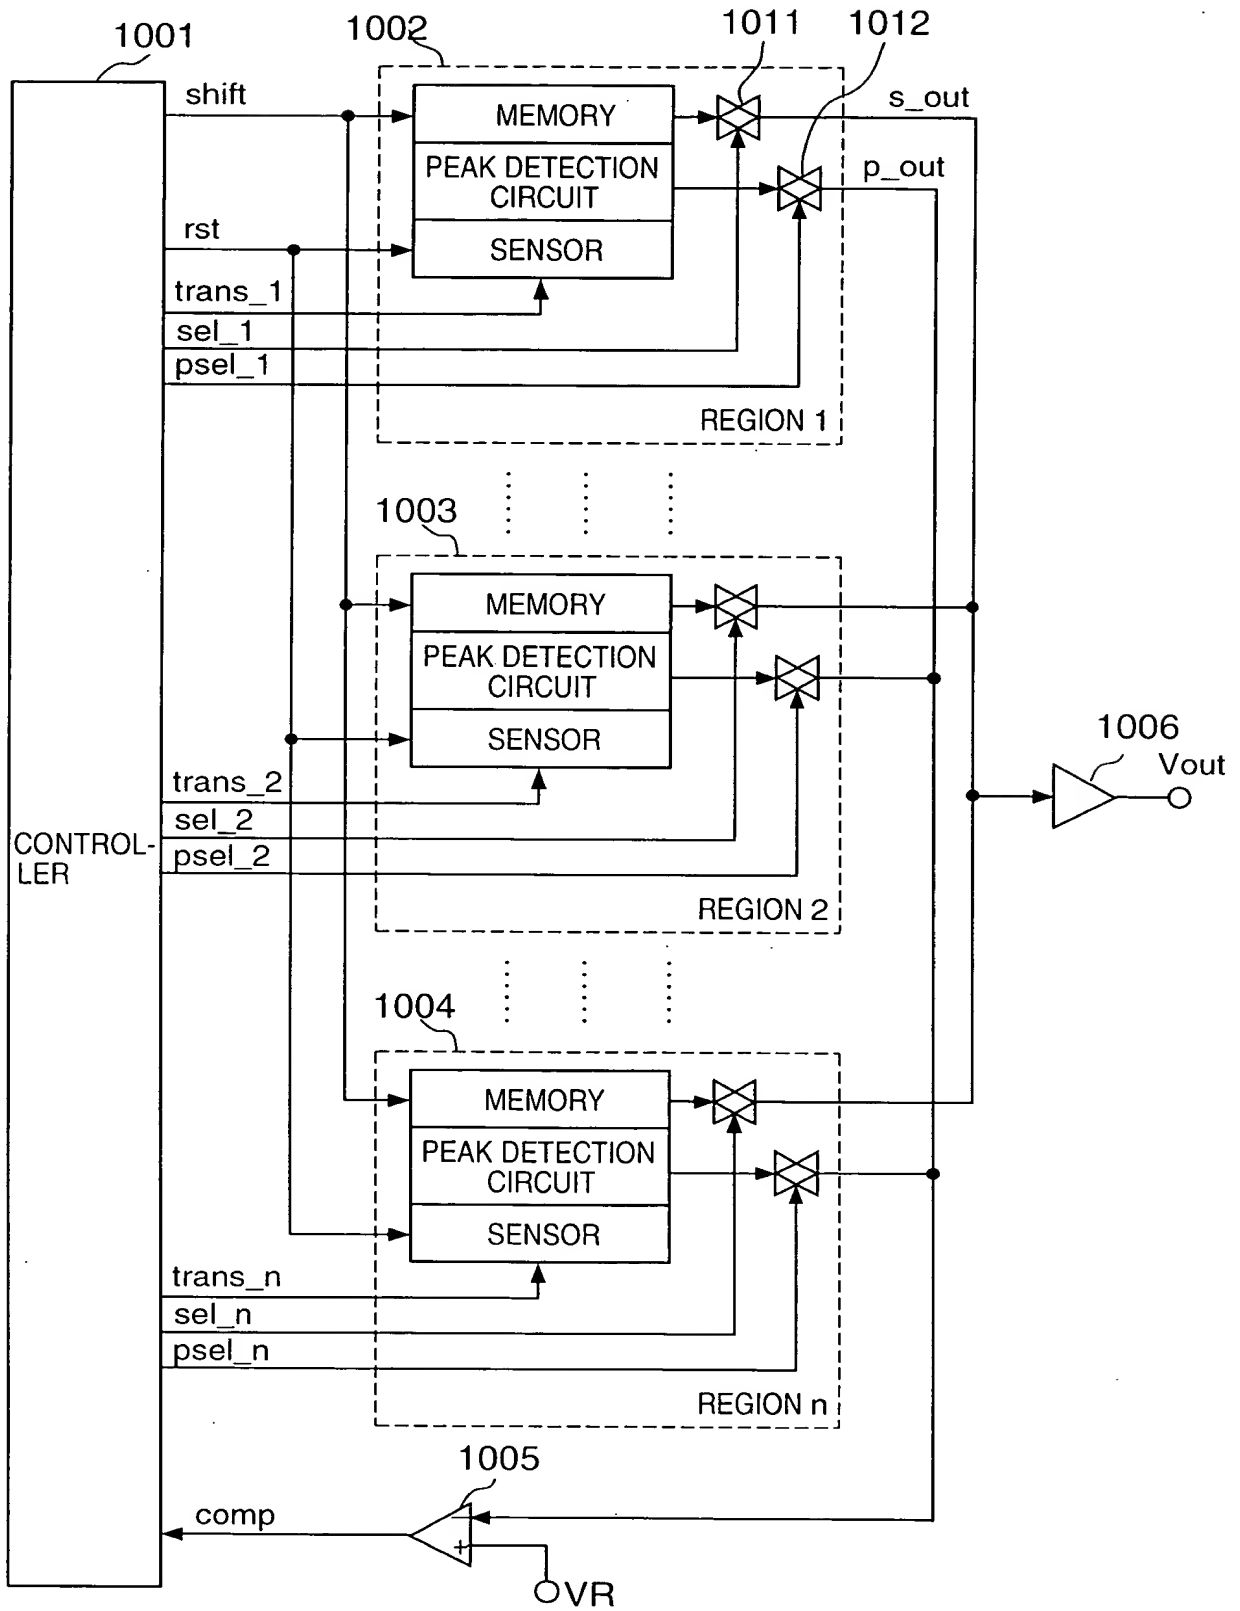 1001
1002
1011
1012
shift
MEMORY
s_out
PEAK DETECTION
CIRCUIT
p_out
rst
SENSOR
trans_1
sel_1
psel_1
REGION 1
1003
MEMORY
PEAK DETECTION
CIRCUIT
SENSOR
1006
Vout
trans_2
sel_2
CONTROL-
LER
psel_2
REGION 2
1004
MEMORY
PEAK DETECTION
CIRCUIT
SENSOR
trans_n
sel_n
psel_n
REGION n
1005
comp
−
+
VR